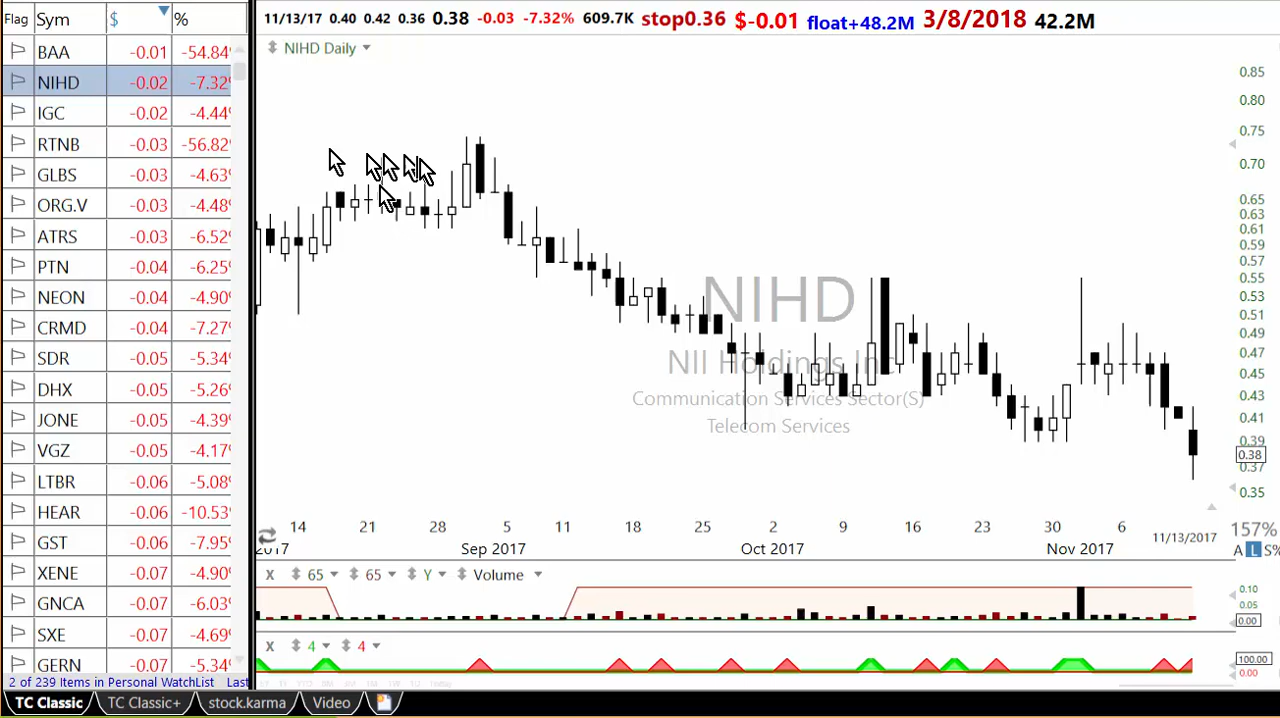 Flag Sym $ %
BAA -0.01 -54.84%
NIHD -0.02 -7.32%
IGC -0.02 -4.44%
RTNB -0.03 -56.82%
GLBS -0.03 -4.63%
ORG.V -0.03 -4.48%
ATRS -0.03 -6.52%
PTN -0.04 -6.25%
NEON -0.04 -4.90%
CRMD -0.04 -7.27%
SDR -0.05 -5.34%
DHX -0.05 -5.26%
JONE -0.05 -4.39%
VGZ -0.05 -4.17%
LTBR -0.06 -5.08%
HEAR -0.06 -10.53%
GST -0.06 -7.95%
XENE -0.07 -4.90%
GNCA -0.07 -6.03%
SXE -0.07 -4.69%
GERN -0.07 -5.34%
2 of 239 Items in Personal WatchList Last
11/13/17 0.40 0.42 0.36 0.38 -0.03 -7.32% 609.7K stop0.36 $-0.01 float+48.2M 3/8/2018 42.2M
NIHD Daily
0.85
0.80
0.75
0.70
0.65
0.63
0.61
0.59
0.57
0.55
0.53
0.51
0.49
0.47
0.45
0.43
0.41
0.39
0.38
0.37
0.35
NIHD
NII Holdings Inc
Communication Services Sector(S)
Telecom Services
14 21 28 5 11 18 25 2 9 16 23 30 6
2017 Sep 2017 Oct 2017 Nov 2017 11/13/2017
157%
A L S%
X 65 65 Y Volume
0.10
0.05
0.00
X 4 4
100.00
0.00
TC Classic TC Classic+ stock.karma Video